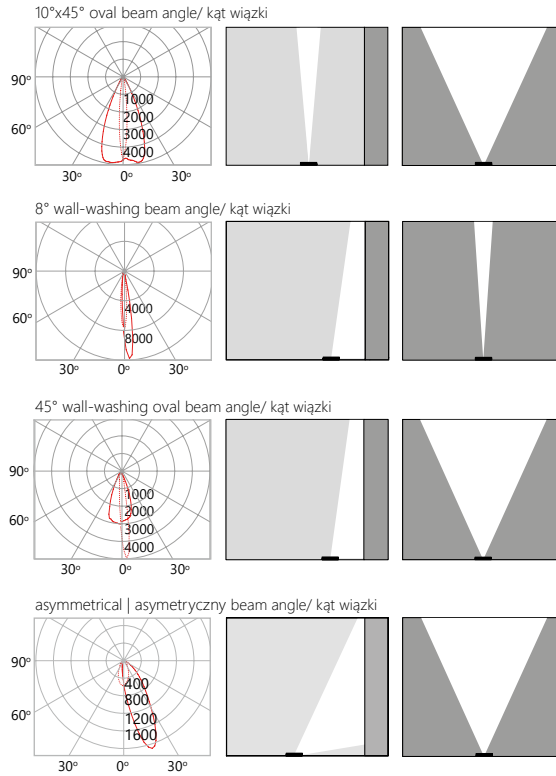 10°x45° oval beam angle/ kąt wiązki
90°
1000
2000
60°
3000
4000
30° 0° 30°
8° wall-washing beam angle/ kąt wiązki
90°
4000
60°
8000
30° 0° 30°
45° wall-washing oval beam angle/ kąt wiązki
90°
1000
2000
60°
3000
4000
30° 0° 30°
asymmetrical | asymetryczny beam angle/ kąt wiązki
90°
400
800
60°
1200
1600
30° 0° 30°